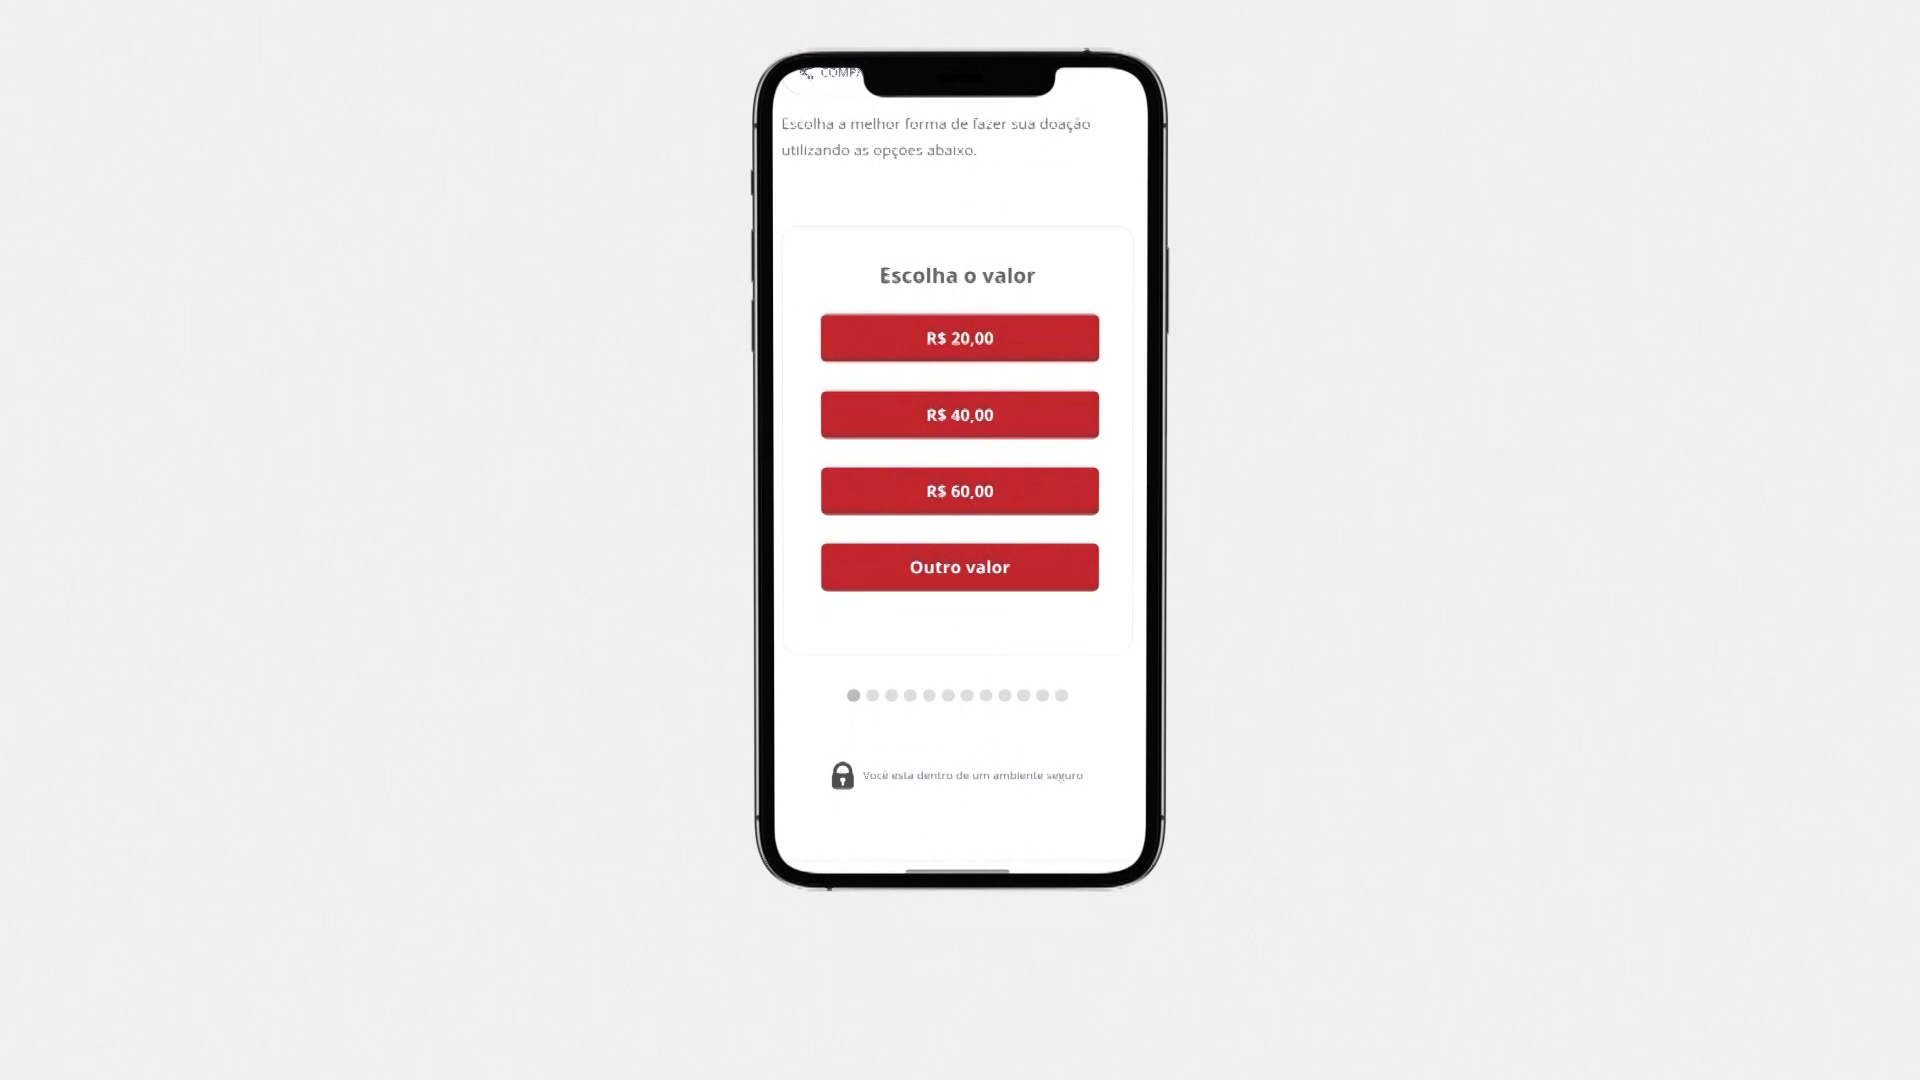 Escolha a melhor forma de fazer sua doação
utilizando as opções abaixo.
Escolha o valor
R$ 20,00
R$ 40,00
R$ 60,00
Outro valor
Você está dentro de um ambiente seguro